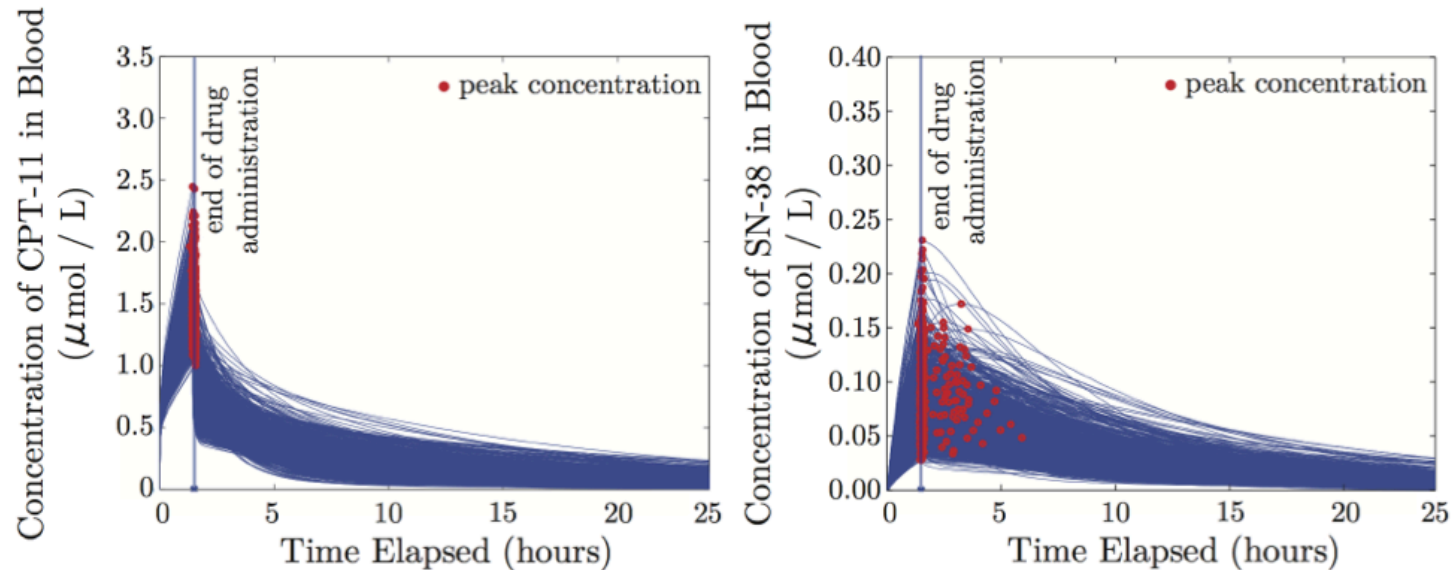 Concentration of CPT-11 in Blood
(μmol / L)
3.5
3.0
2.5
2.0
1.5
1.0
0.5
0
peak concentration
end of drug
administration
0
5
10
15
20
25
Time Elapsed (hours)
Concentration of SN-38 in Blood
(μmol / L)
0.40
0.35
0.30
0.25
0.20
0.15
0.10
0.05
0.00
peak concentration
end of drug
administration
0
5
10
15
20
25
Time Elapsed (hours)